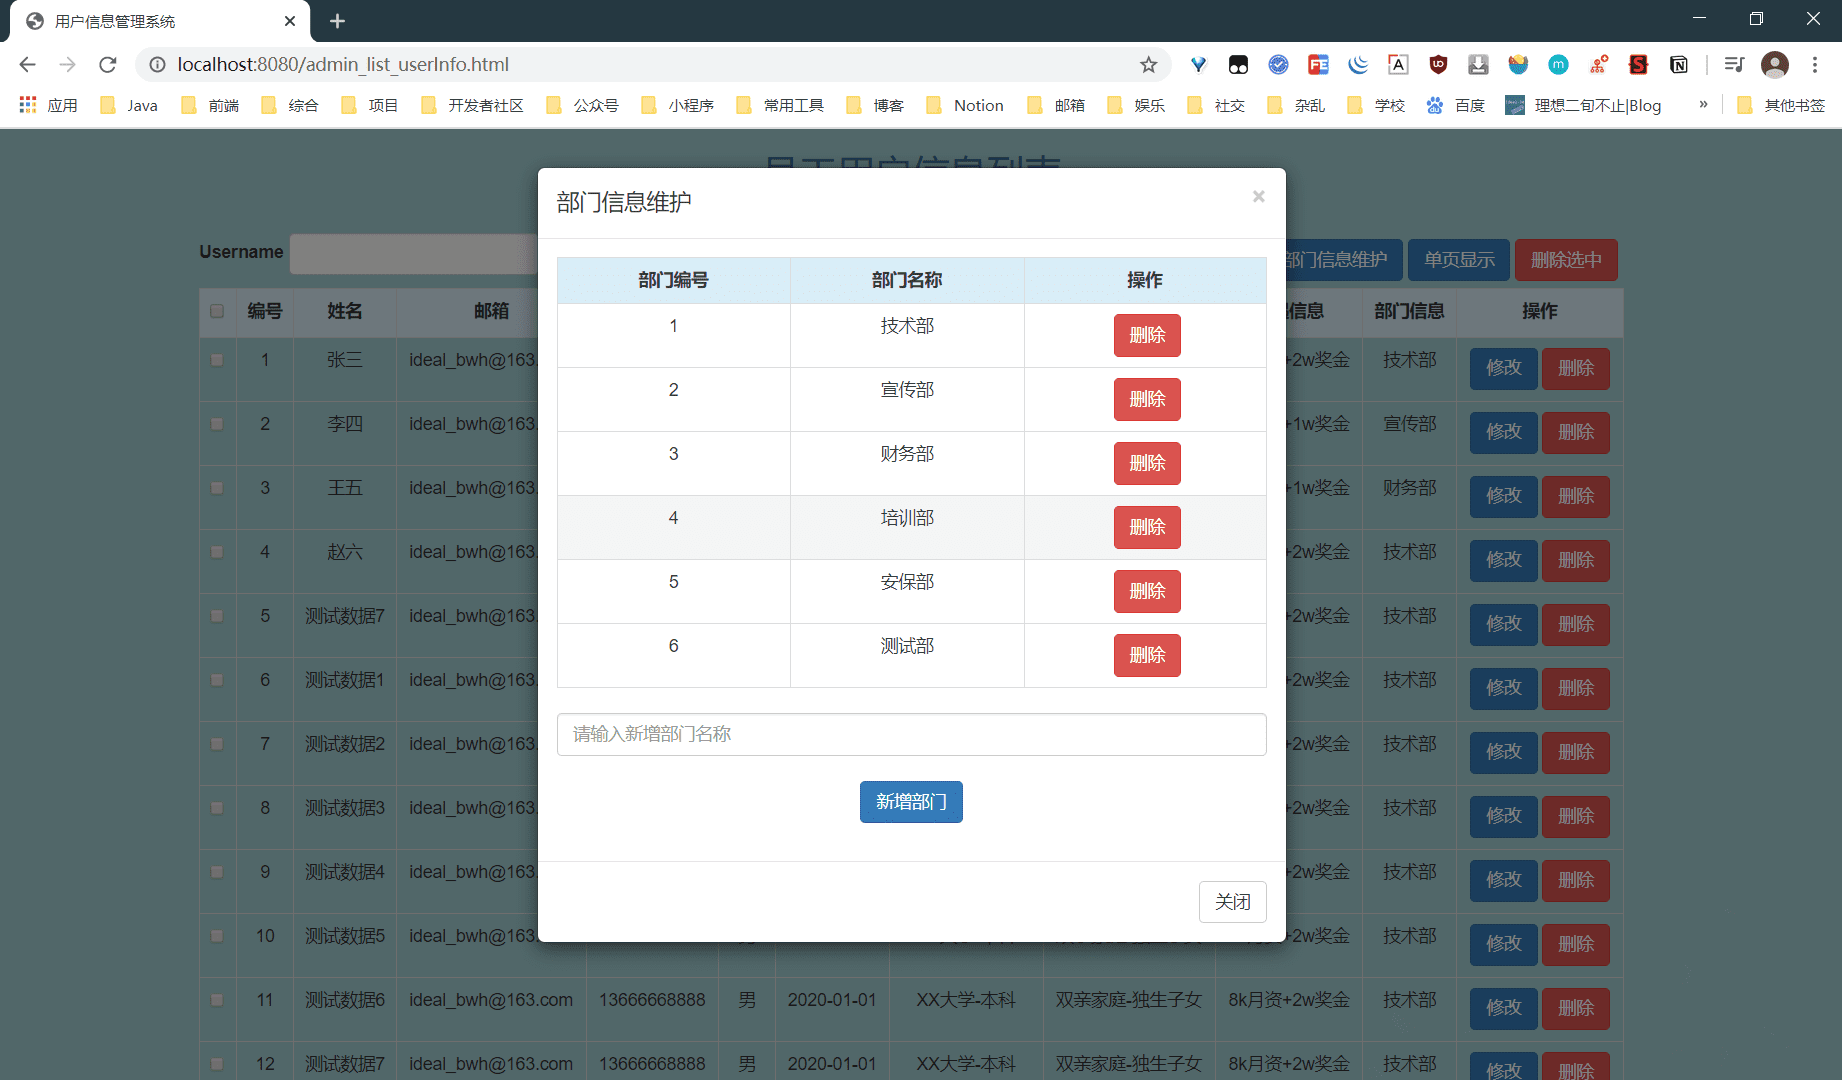 用户信息管理系统
localhost:8080/admin_list_userInfo.html
应用 Java 前端 综合 项目 开发者社区 公众号 小程序 常用工具 博客 Notion 邮箱 娱乐 社交 杂乱 学校 百度 理想二旬不止|Blog » 其他书签
部门信息维护 ×
Username 部门信息维护 单页显示 删除选中
部门编号 部门名称 操作
1 技术部 删除
2 宣传部 删除
3 财务部 删除
4 培训部 删除
5 安保部 删除
6 测试部 删除
请输入新增部门名称
新增部门
关闭
编号 姓名 邮箱 信息 部门信息 操作
1 张三 ideal_bwh@163. +2w奖金 技术部 修改 删除
2 李四 ideal_bwh@163. +1w奖金 宣传部 修改 删除
3 王五 ideal_bwh@163. +1w奖金 财务部 修改 删除
4 赵六 ideal_bwh@163. +2w奖金 技术部 修改 删除
5 测试数据7 ideal_bwh@163. +2w奖金 技术部 修改 删除
6 测试数据1 ideal_bwh@163. +2w奖金 技术部 修改 删除
7 测试数据2 ideal_bwh@163. +2w奖金 技术部 修改 删除
8 测试数据3 ideal_bwh@163. +2w奖金 技术部 修改 删除
9 测试数据4 ideal_bwh@163. +2w奖金 技术部 修改 删除
10 测试数据5 ideal_bwh@163. +2w奖金 技术部 修改 删除
11 测试数据6 ideal_bwh@163.com 13666668888 男 2020-01-01 XX大学-本科 双亲家庭-独生子女 8k月资+2w奖金 技术部 修改 删除
12 测试数据7 ideal_bwh@163.com 13666668888 男 2020-01-01 XX大学-本科 双亲家庭-独生子女 8k月资+2w奖金 技术部 修改 删除